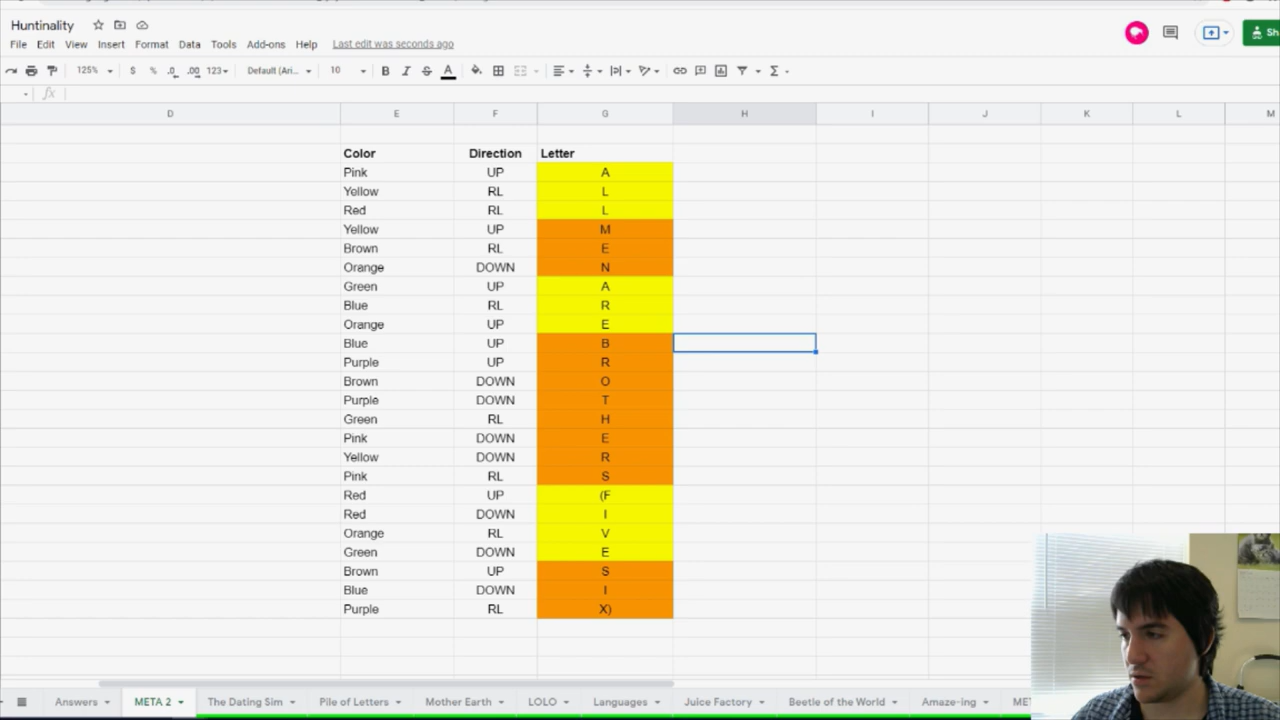 Huntinality
File Edit View Insert Format Data Tools Add-ons Help Last edit was seconds ago
125% $ % .0 .00 123 Default (Ari... 10 B I S A
fx
D E F G H I J K L M
Color Direction Letter
Pink UP A
Yellow RL L
Red RL L
Yellow UP M
Brown RL E
Orange DOWN N
Green UP A
Blue RL R
Orange UP E
Blue UP B
Purple UP R
Brown DOWN O
Purple DOWN T
Green RL H
Pink DOWN E
Yellow DOWN R
Pink RL S
Red UP (F
Red DOWN I
Orange RL V
Green DOWN E
Brown UP S
Blue DOWN I
Purple RL X)
Answers META 2 The Dating Sim Pile of Letters Mother Earth LOLO Languages Juice Factory Beetle of the World Amaze-ing